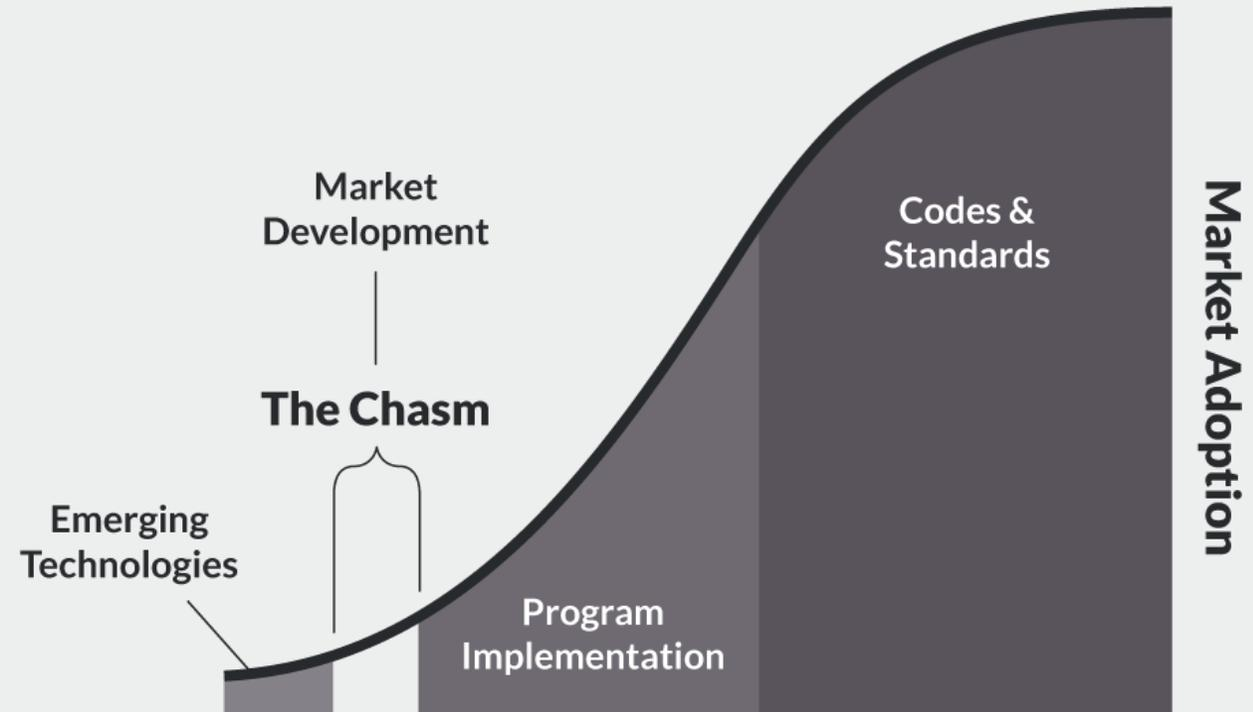 Market
Development
The Chasm
Emerging
Technologies
Program
Implementation
Codes &
Standards
Market Adoption